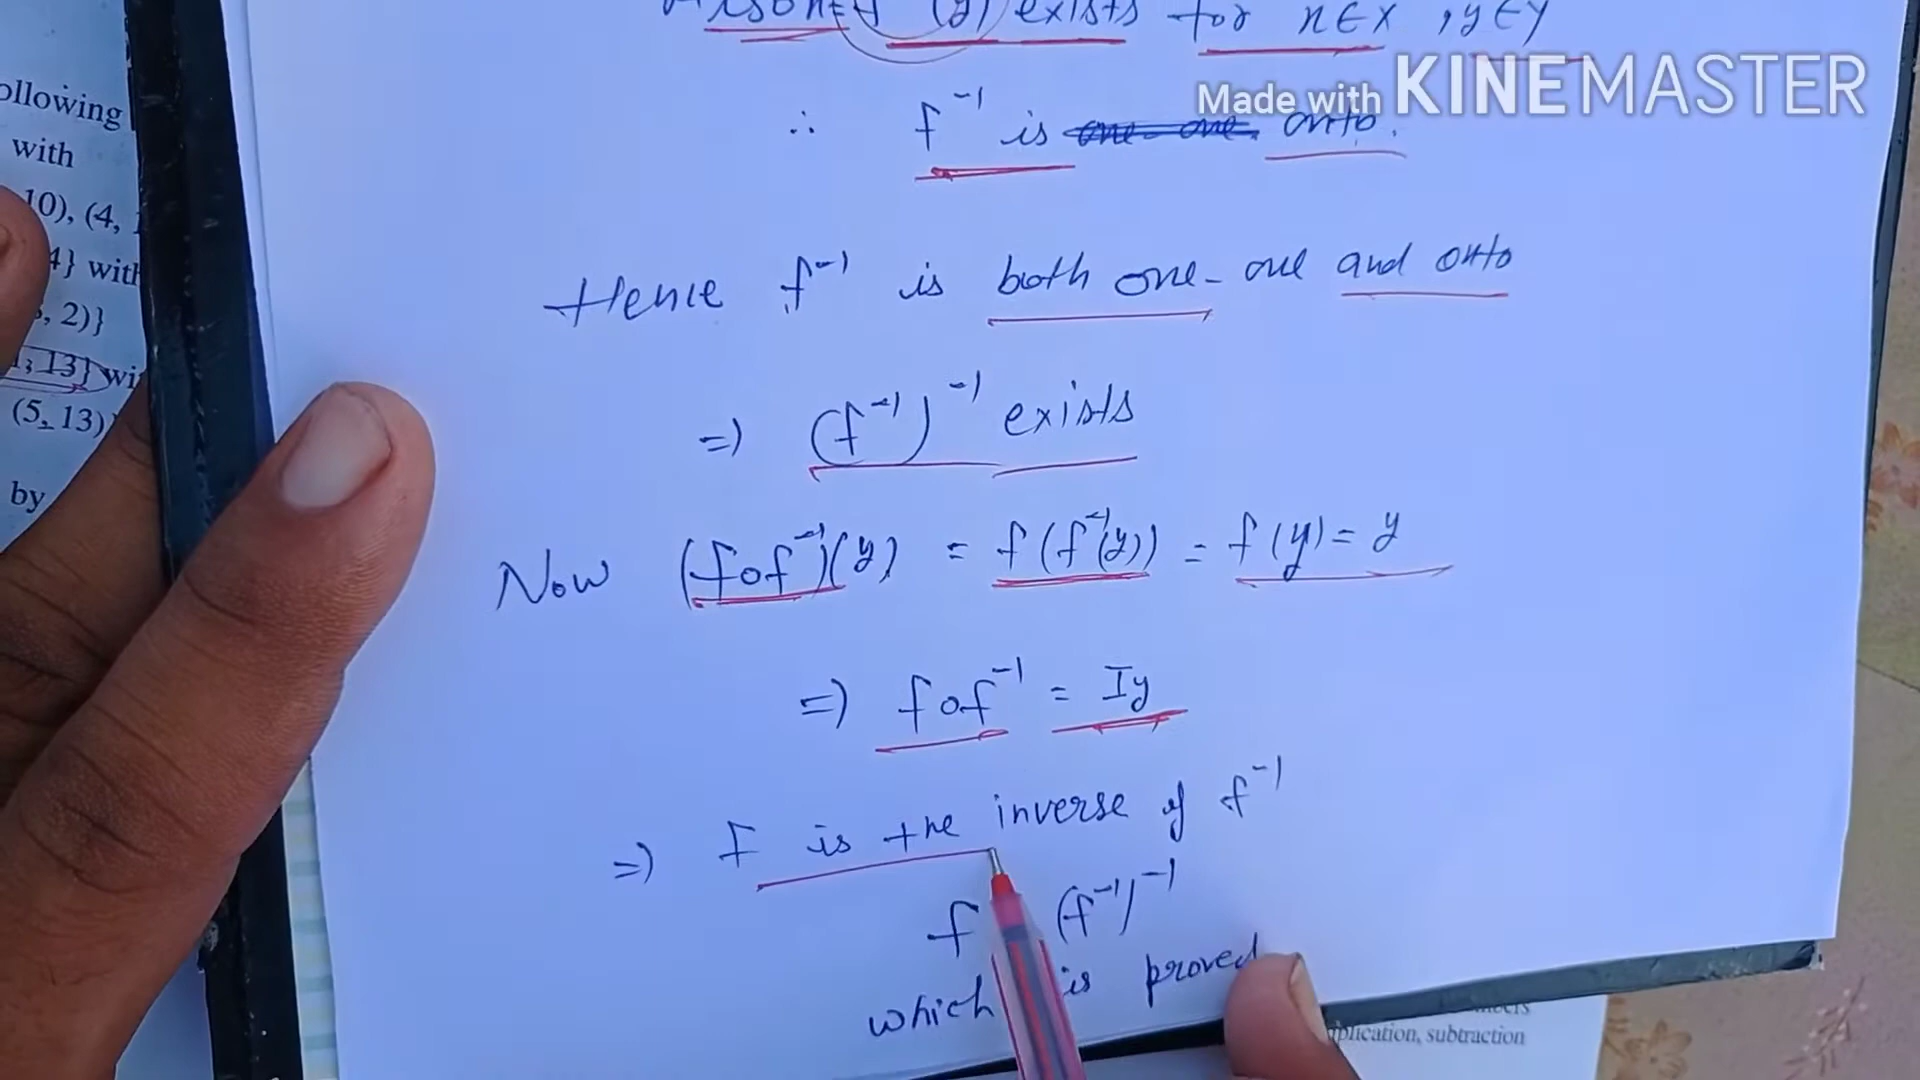 exists for x ∈ X , y ∈ Y
Made with KINEMASTER
∴ f⁻¹ is onto.
Hence f⁻¹ is both one-one and onto
⇒ (f⁻¹)⁻¹ exists
Now (fof⁻¹)(y) = f(f⁻¹(y)) = f(y) = y
⇒ fof⁻¹ = Iy
⇒ F is the inverse of f⁻¹
f (f⁻¹)⁻¹
which is proved
ollowing
with
10), (4,
4} with
, 2)}
, 13} wi
(5, 13)
by
plication, subtraction